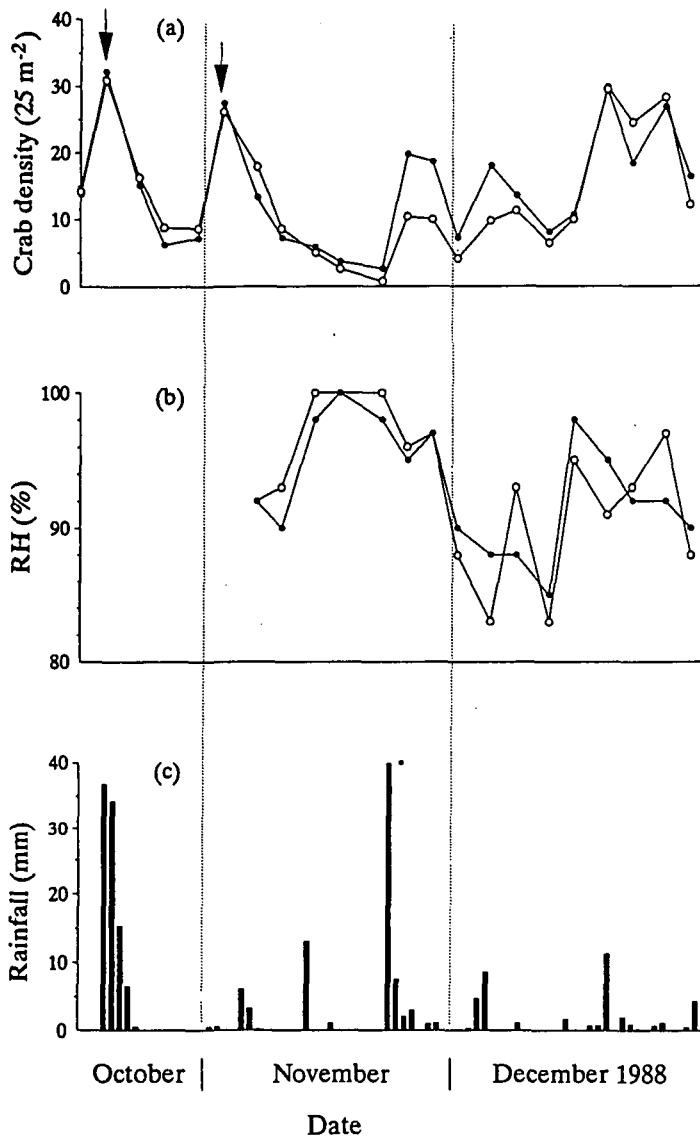 (a)
40
30
20
10
0
Crab density (25 m⁻²)
(b)
100
90
80
RH (%)
(c)
40
30
20
10
0
Rainfall (mm)
October | November | December 1988
Date